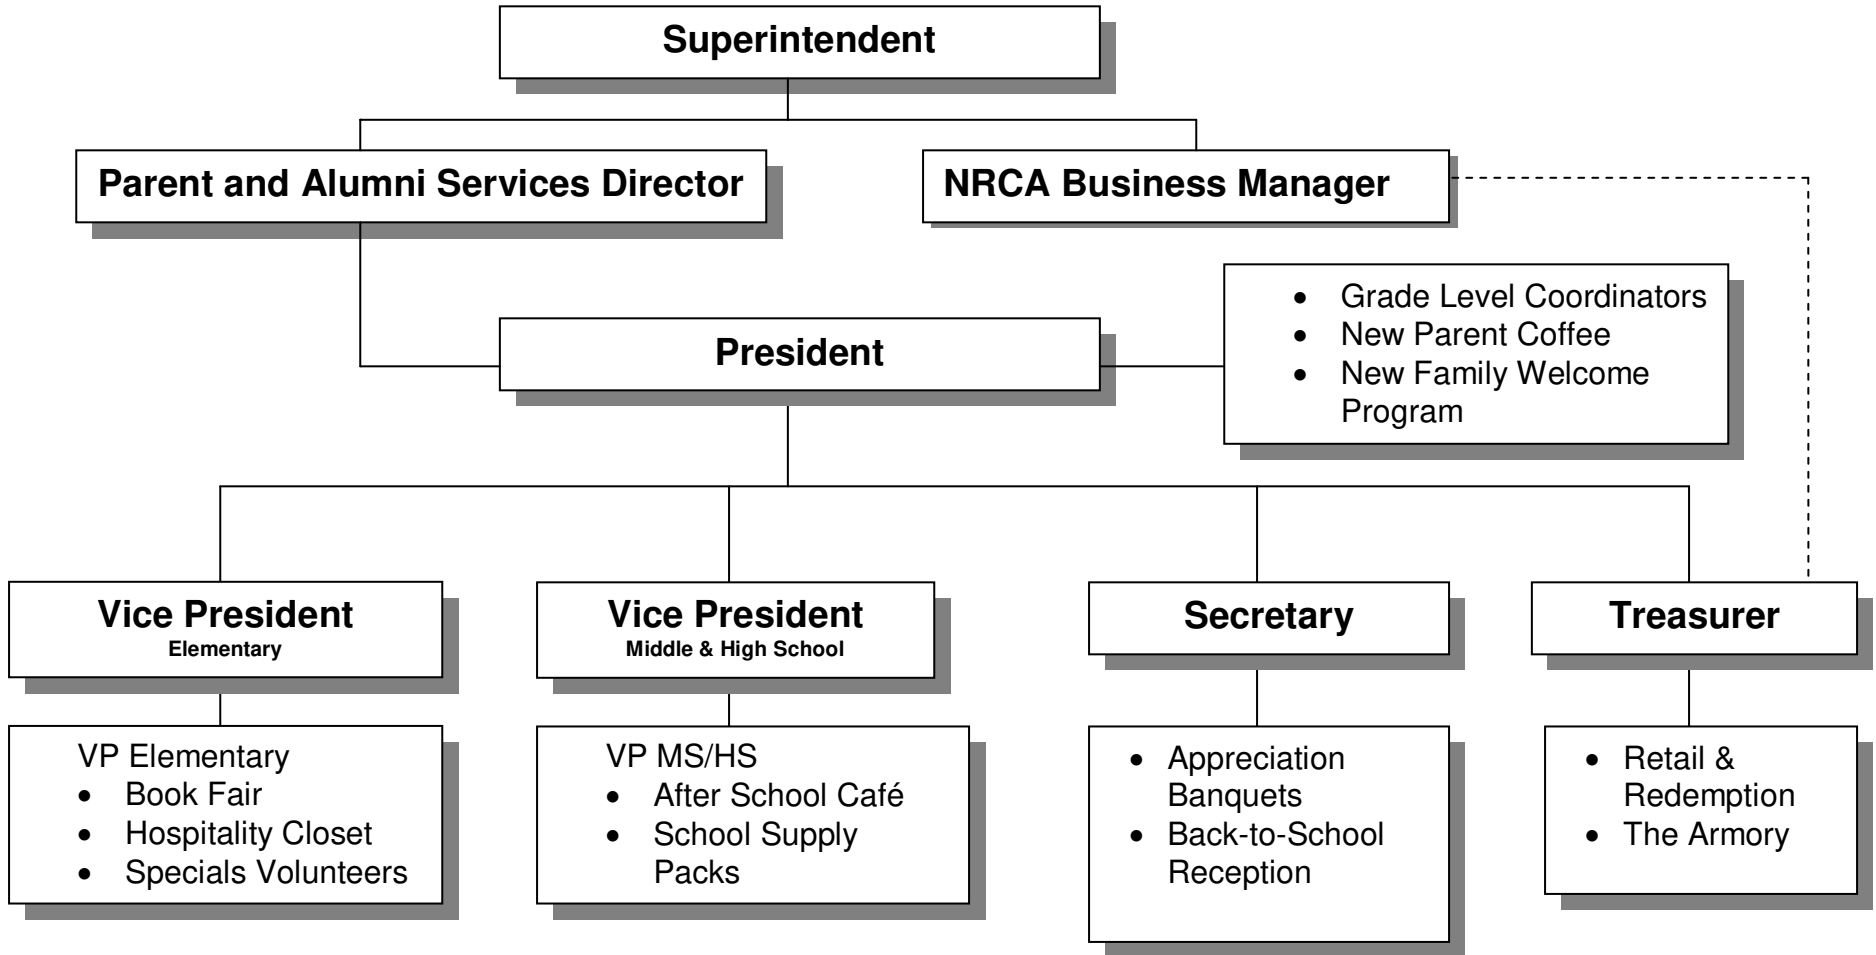 Superintendent
Parent and Alumni Services Director
NRCA Business Manager
• Grade Level Coordinators
• New Parent Coffee
• New Family Welcome
Program
President
Vice President
Elementary
Vice President
Middle & High School
Secretary
Treasurer
VP Elementary
• Book Fair
• Hospitality Closet
• Specials Volunteers
VP MS/HS
• After School Café
• School Supply
Packs
• Appreciation
Banquets
• Back-to-School
Reception
• Retail &
Redemption
• The Armory